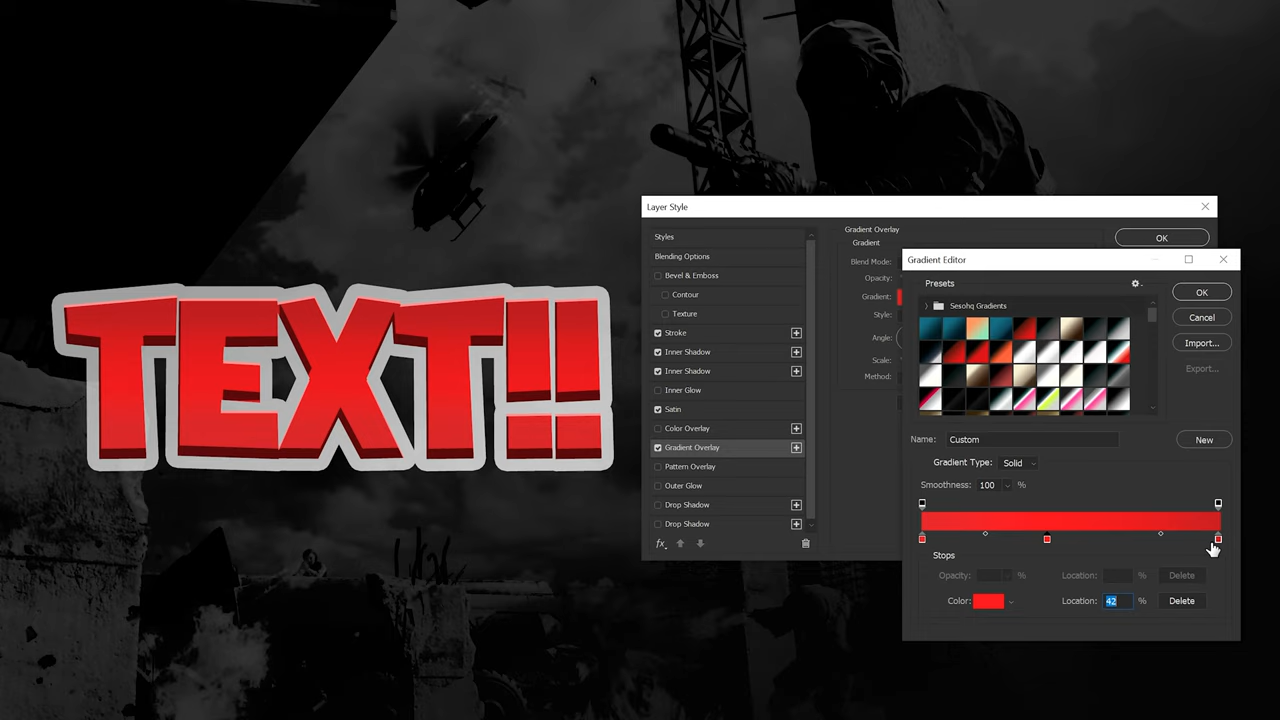 TEXT!!
Layer Style
Styles
Blending Options
Bevel & Emboss
Contour
Texture
Stroke
Inner Shadow
Inner Shadow
Inner Glow
Satin
Color Overlay
Gradient Overlay
Pattern Overlay
Outer Glow
Drop Shadow
Drop Shadow
fx
Gradient Overlay
Gradient
Blend Mode:
Opacity:
Gradient:
Style:
Angle:
Scale:
Method:
OK
Gradient Editor
Presets
Sesohq Gradients
OK
Cancel
Import...
Export...
Name: Custom
New
Gradient Type: Solid
Smoothness: 100 %
Stops
Opacity: % Location: % Delete
Color: Location: 42 % Delete